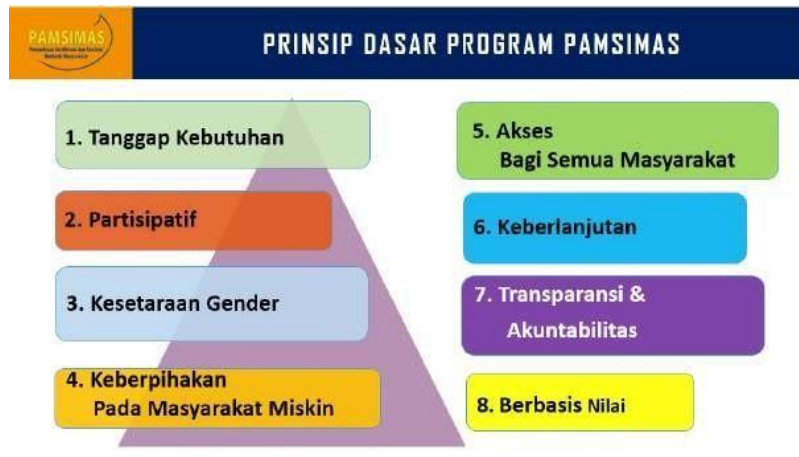 PAMSIMAS
PRINSIP DASAR PROGRAM PAMSIMAS
1. Tanggap Kebutuhan
2. Partisipatif
3. Kesetaraan Gender
4. Keberpihakan
Pada Masyarakat Miskin
5. Akses
Bagi Semua Masyarakat
6. Keberlanjutan
7. Transparansi &
Akuntabilitas
8. Berbasis Nilai